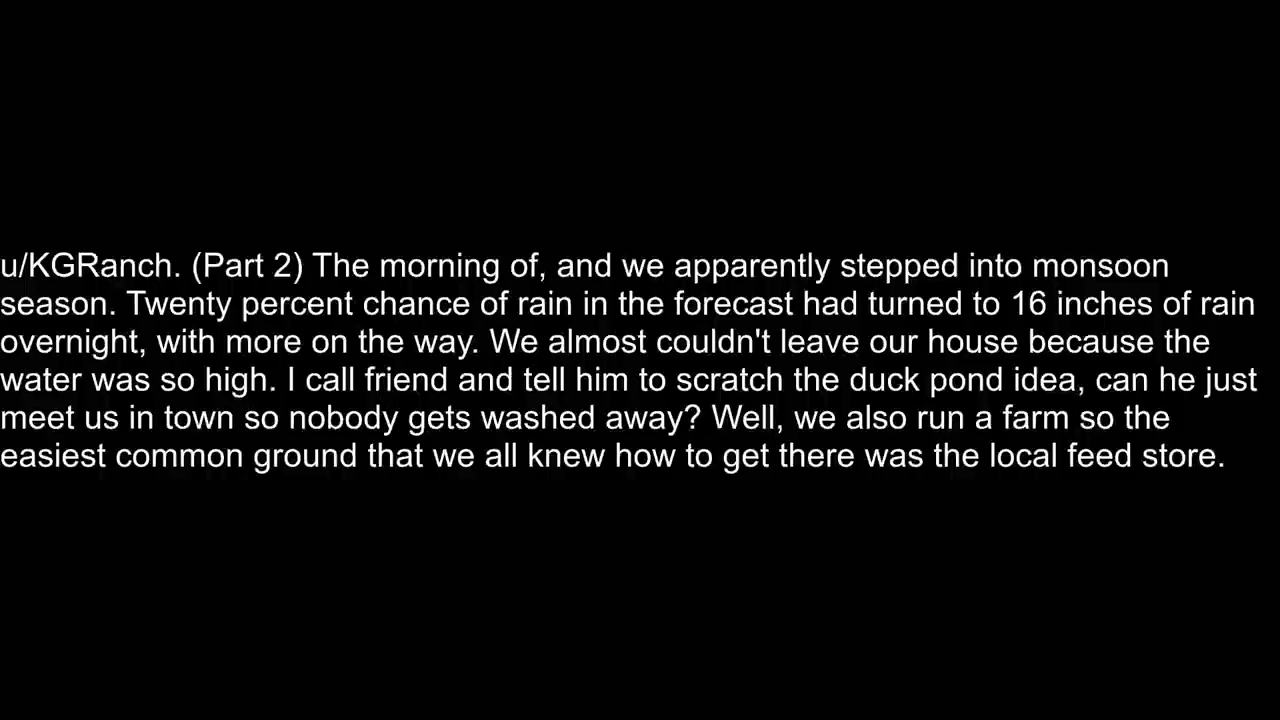 u/KGRanch. (Part 2) The morning of, and we apparently stepped into monsoon
season. Twenty percent chance of rain in the forecast had turned to 16 inches of rain
overnight, with more on the way. We almost couldn't leave our house because the
water was so high. I call friend and tell him to scratch the duck pond idea, can he just
meet us in town so nobody gets washed away? Well, we also run a farm so the
easiest common ground that we all knew how to get there was the local feed store.